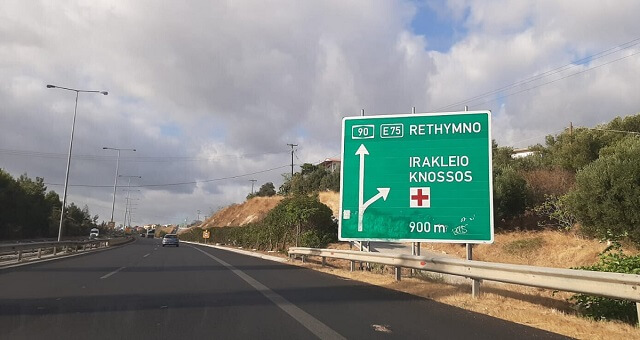 90 E75 RETHYMNO
IRAKLEIO
KNOSSOS
900 m